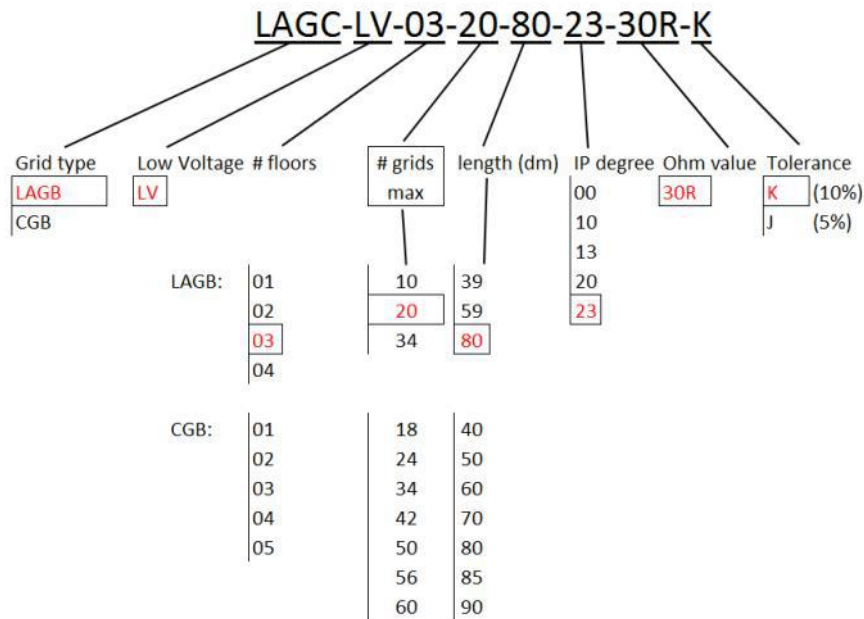 LAGC-LV-03-20-80-23-30R-K
Grid type Low Voltage # floors # grids max length (dm) IP degree Ohm value Tolerance
LAGB LV 00 30R K (10%)
CGB 10 J (5%)
13
LAGB: 01 10 39 20
02 20 59 23
03 34 80
04
CGB: 01 18 40
02 24 50
03 34 60
04 42 70
05 50 80
56 85
60 90